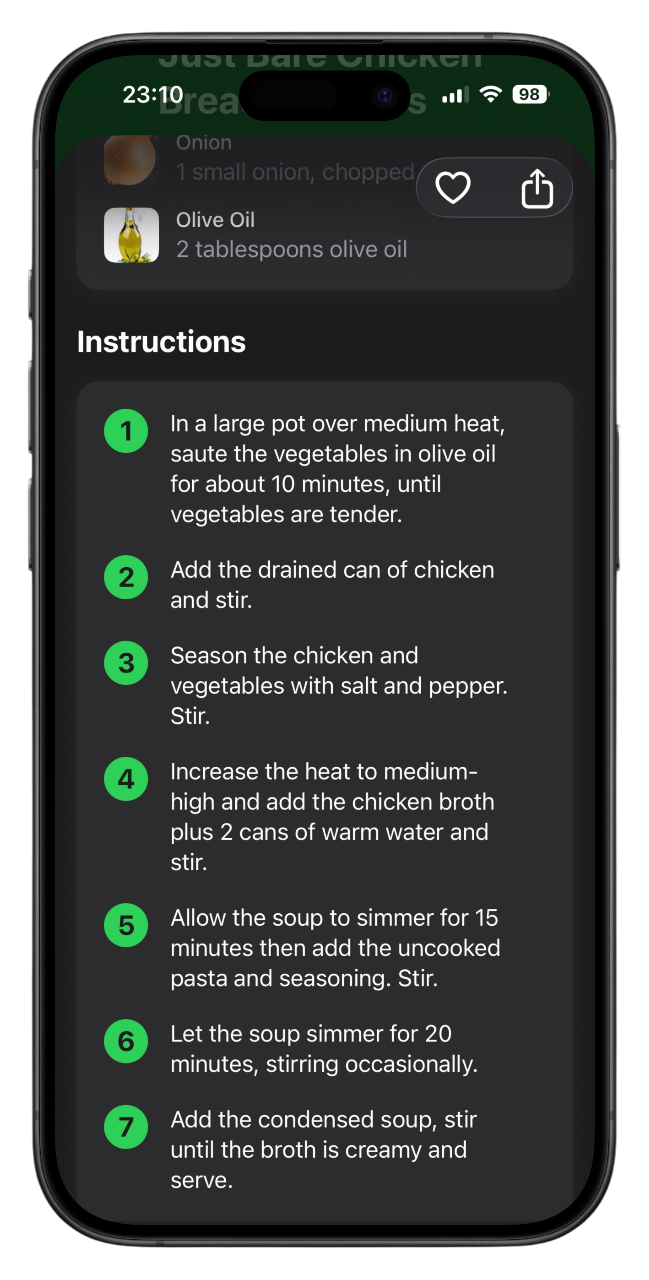 Just Bare Chicken
23:10
98
Onion
1 small onion, chopped
Olive Oil
2 tablespoons olive oil
Instructions
1
In a large pot over medium heat,
saute the vegetables in olive oil
for about 10 minutes, until
vegetables are tender.
2
Add the drained can of chicken
and stir.
3
Season the chicken and
vegetables with salt and pepper.
Stir.
4
Increase the heat to medium-
high and add the chicken broth
plus 2 cans of warm water and
stir.
5
Allow the soup to simmer for 15
minutes then add the uncooked
pasta and seasoning. Stir.
6
Let the soup simmer for 20
minutes, stirring occasionally.
7
Add the condensed soup, stir
until the broth is creamy and
serve.